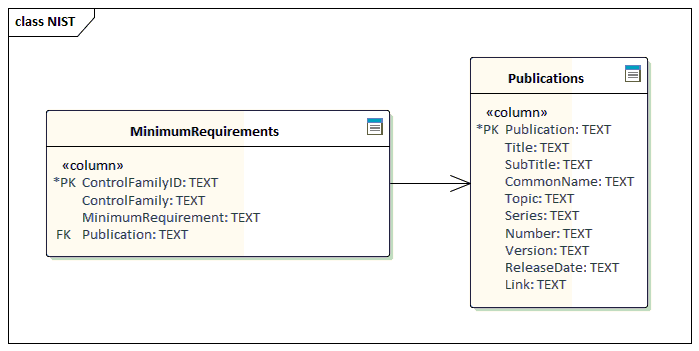 class NIST
MinimumRequirements
«column»
*PK ControlFamilyID: TEXT
ControlFamily: TEXT
MinimumRequirement: TEXT
FK Publication: TEXT
Publications
«column»
*PK Publication: TEXT
Title: TEXT
SubTitle: TEXT
CommonName: TEXT
Topic: TEXT
Series: TEXT
Number: TEXT
Version: TEXT
ReleaseDate: TEXT
Link: TEXT